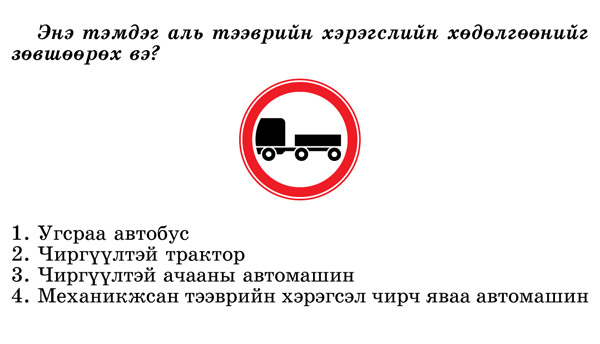 Энэ тэмдэг аль тээврийн хэрэгслийн хөдөлгөөнийг
зөвшөөрөх вэ?
1. Угсраа автобус
2. Чиргүүлтэй трактор
3. Чиргүүлтэй ачааны автомашин
4. Механикжсан тээврийн хэрэгсэл чирч яваа автомашин